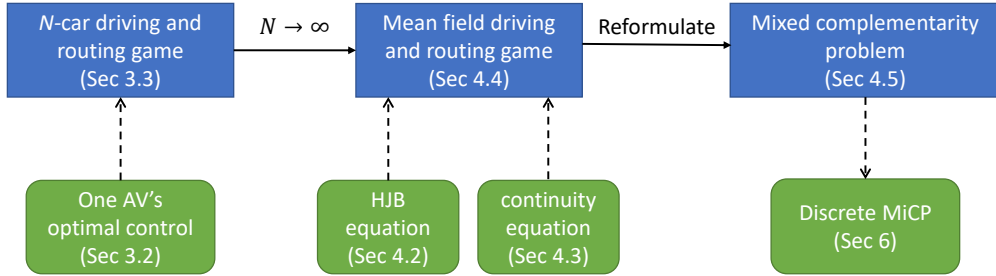 N-car driving and
routing game
(Sec 3.3)
N → ∞
Mean field driving
and routing game
(Sec 4.4)
Reformulate
Mixed complementarity
problem
(Sec 4.5)
One AV's
optimal control
(Sec 3.2)
HJB
equation
(Sec 4.2)
continuity
equation
(Sec 4.3)
Discrete MiCP
(Sec 6)